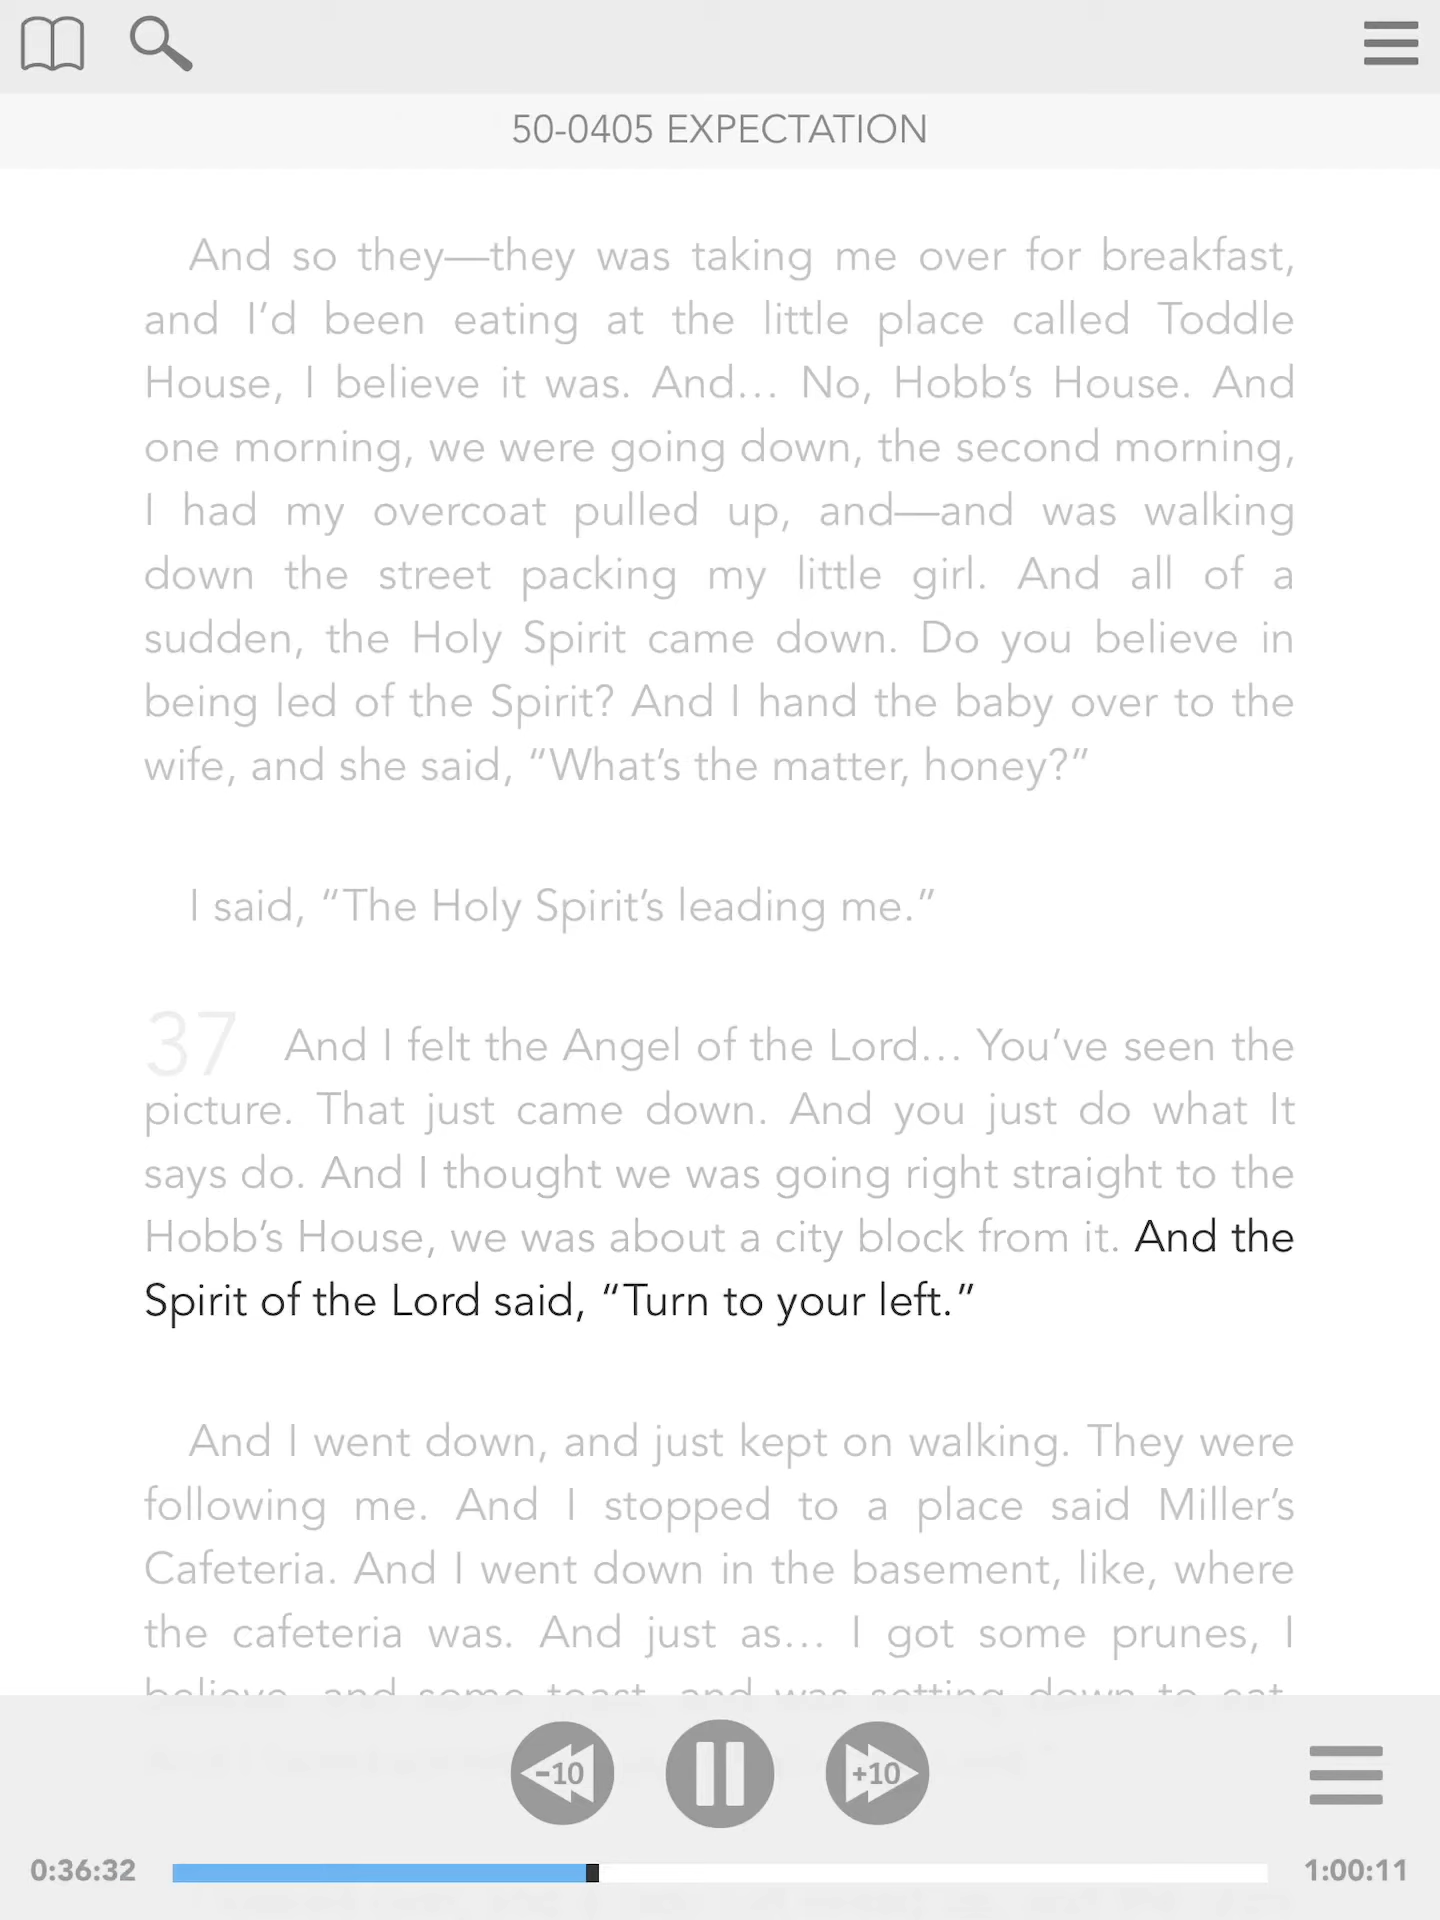 50-0405 EXPECTATION
And so they—they was taking me over for breakfast,
and I’d been eating at the little place called Toddle
House, I believe it was. And… No, Hobb’s House. And
one morning, we were going down, the second morning,
I had my overcoat pulled up, and—and was walking
down the street packing my little girl. And all of a
sudden, the Holy Spirit came down. Do you believe in
being led of the Spirit? And I hand the baby over to the
wife, and she said, “What’s the matter, honey?”
I said, “The Holy Spirit’s leading me.”
37 And I felt the Angel of the Lord… You’ve seen the
picture. That just came down. And you just do what It
says do. And I thought we was going right straight to the
Hobb’s House, we was about a city block from it. And the
Spirit of the Lord said, “Turn to your left.”
And I went down, and just kept on walking. They were
following me. And I stopped to a place said Miller’s
Cafeteria. And I went down in the basement, like, where
the cafeteria was. And just as… I got some prunes, I
believe, and some toast, and was setting down to eat.
-10 +10
0:36:32 1:00:11